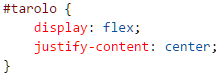 #tarolo {
    display: flex;
    justify-content: center;
}